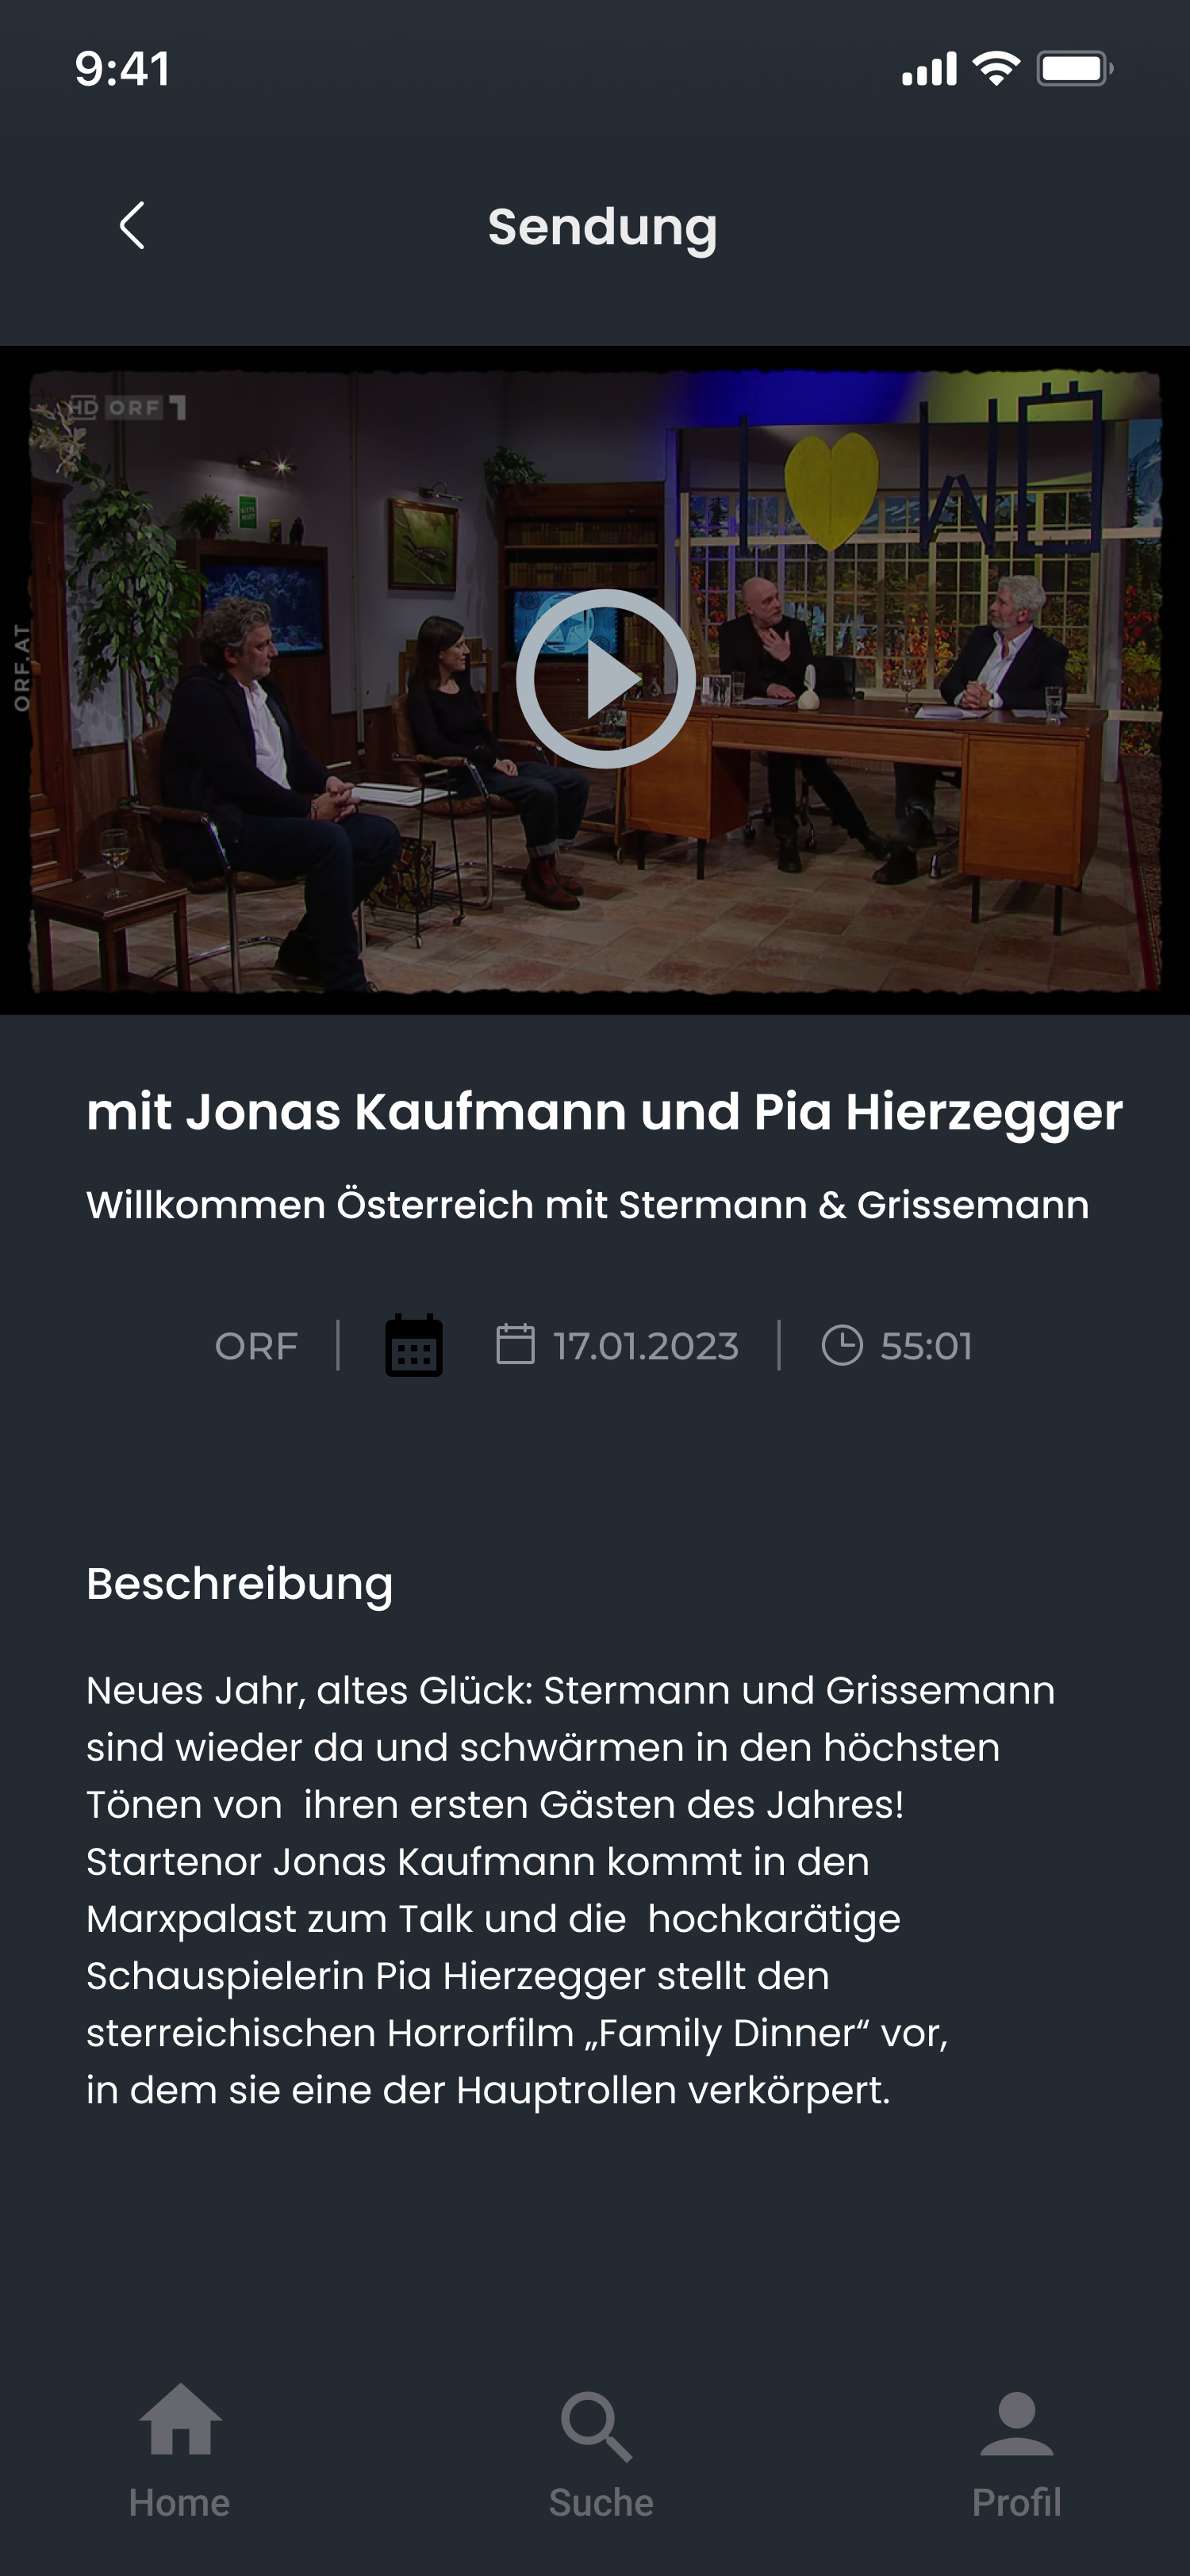 9:41
Sendung
HD ORF 1
I W Ö
ORF.AT
mit Jonas Kaufmann und Pia Hierzegger
Willkommen Österreich mit Stermann & Grissemann
ORF | 17.01.2023 | 55:01
Beschreibung
Neues Jahr, altes Glück: Stermann und Grissemann
sind wieder da und schwärmen in den höchsten
Tönen von  ihren ersten Gästen des Jahres!
Startenor Jonas Kaufmann kommt in den
Marxpalast zum Talk und die  hochkarätige
Schauspielerin Pia Hierzegger stellt den
sterreichischen Horrorfilm „Family Dinner“ vor,
in dem sie eine der Hauptrollen verkörpert.
Home Suche Profil